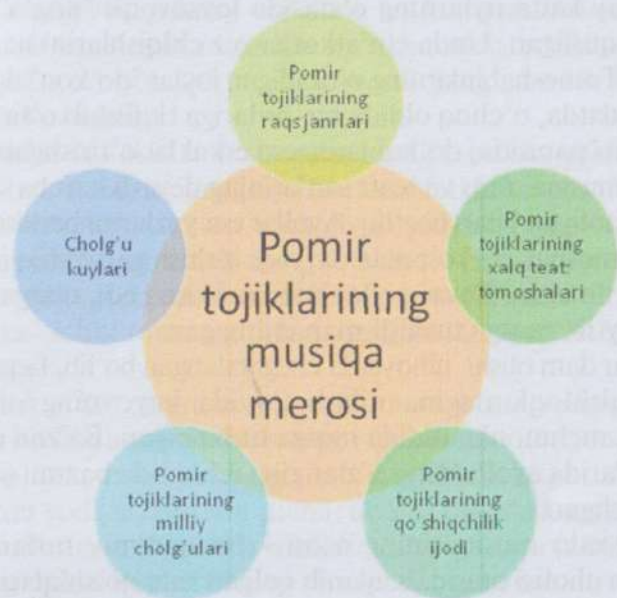 Pomir
tojiklarining
raqs janrlari
Cholg'u
kuylari
Pomir
tojiklarining
musiqa
merosi
Pomir
tojiklarining
xalq teatr
tomoshalari
Pomir
tojiklarining
milliy
cholg'ulari
Pomir
tojiklarining
qo'shiqchilik
ijodi